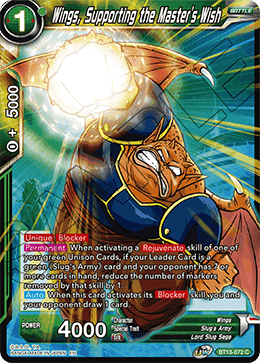 1
Wings, Supporting the Master's Wish
BATTLE
+ 5000
Unique Blocker
Permanent When activating a Rejuvenate skill of one
of your green Unison Cards, if your Leader Card is a
green ‹Slug's Army› card and your opponent has 7 or
more cards in hand, reduce the number of markers
removed by that skill by 1.
Auto When this card activates its Blocker skill, you and
your opponent draw 1 card.
POWER
4000
Character
Wings
Special Trait
Slug's Army
Era
Lord Slug Saga
BT13-072 C